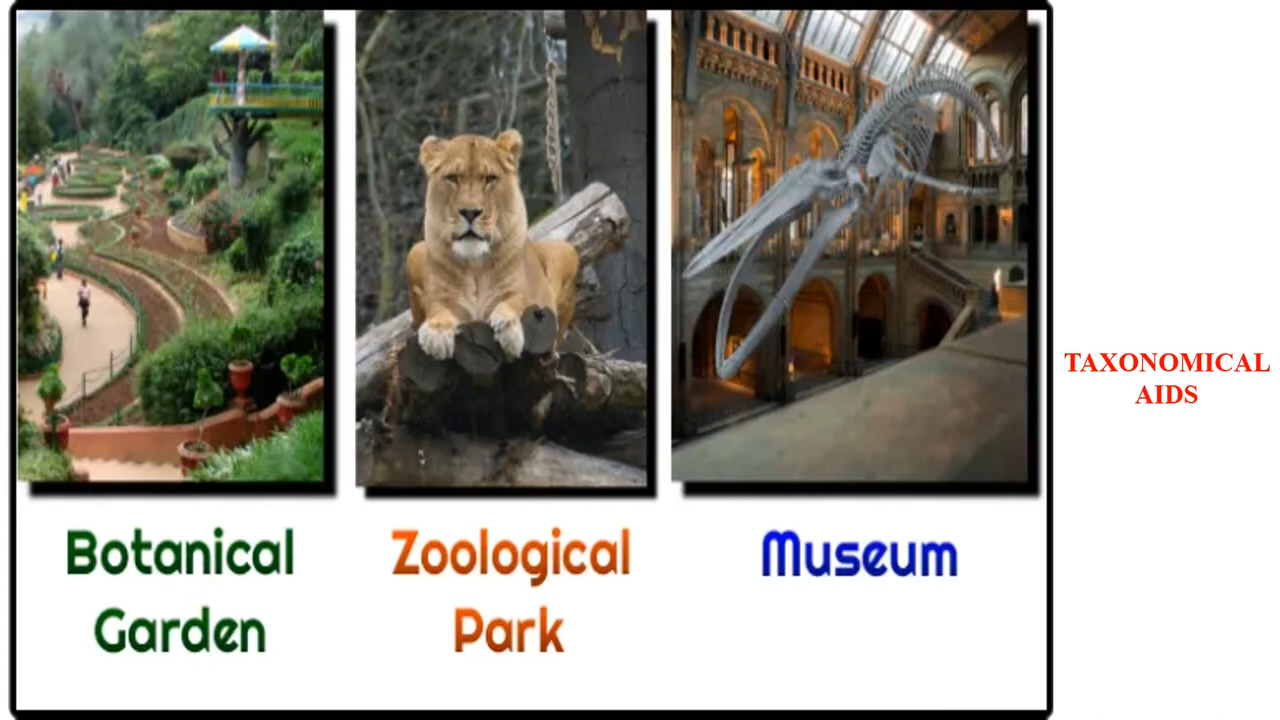 Botanical
Garden
Zoological
Park
Museum
TAXONOMICAL
AIDS